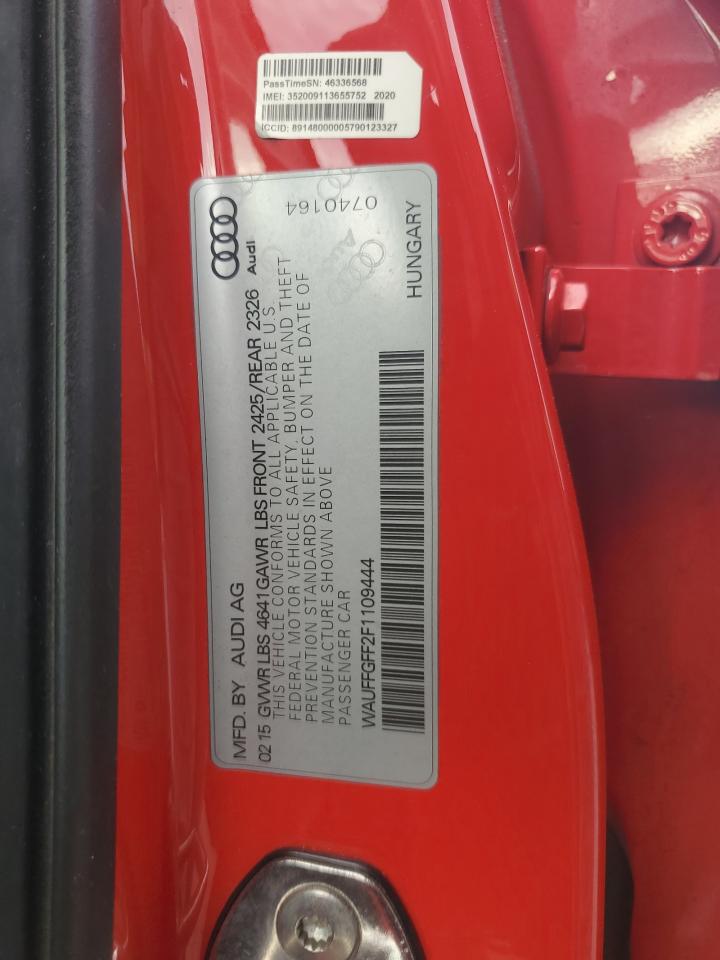 PassTimeSN: 46336568
IMEI: 352009113655752 2020
ICCID: 89148000005790123327
Audi
0740164
MFD. BY AUDI AG
02 15 GVWR LBS 4641 GAWR LBS FRONT 2425/REAR 2326
THIS VEHICLE CONFORMS TO ALL APPLICABLE U.S.
FEDERAL MOTOR VEHICLE SAFETY, BUMPER AND THEFT
PREVENTION STANDARDS IN EFFECT ON THE DATE OF
MANUFACTURE SHOWN ABOVE
PASSENGER CAR
WAUFFGFF2F1109444
HUNGARY